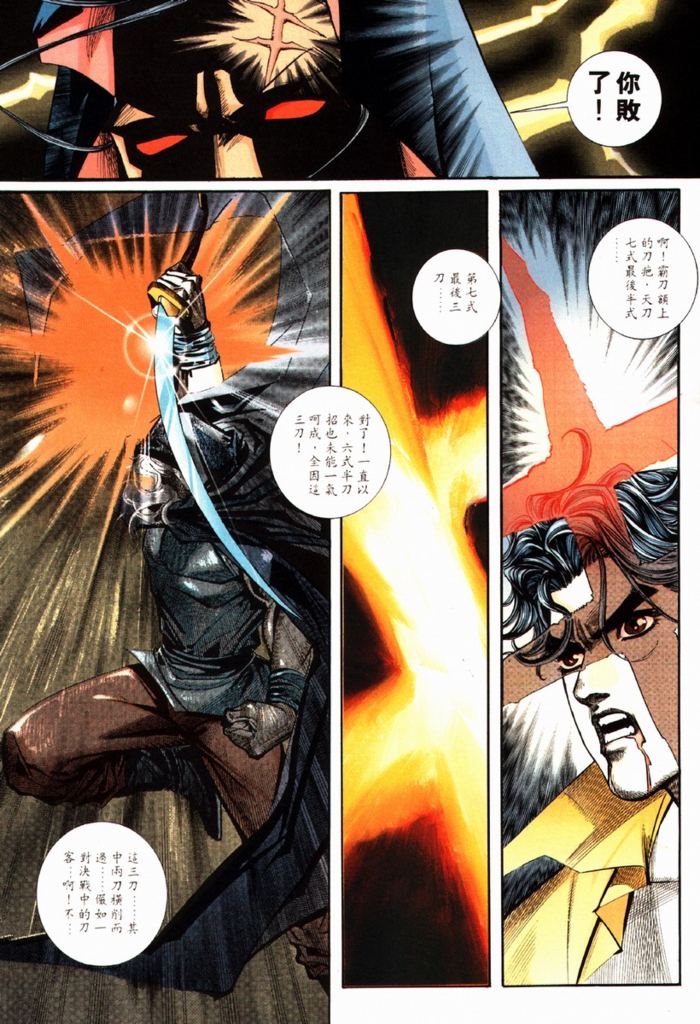 你敗
了！
啊！霸刀額上
的刀疤，天刀
七式最後半式
……
第七式
最後三
刀……
對了！一直以
來，六式半刀
招也未能一氣
呵成，全因這
三刀！
這三刀……其
中兩刀橫削而
過……儼如一
對決戰中的刀
客……啊！不…